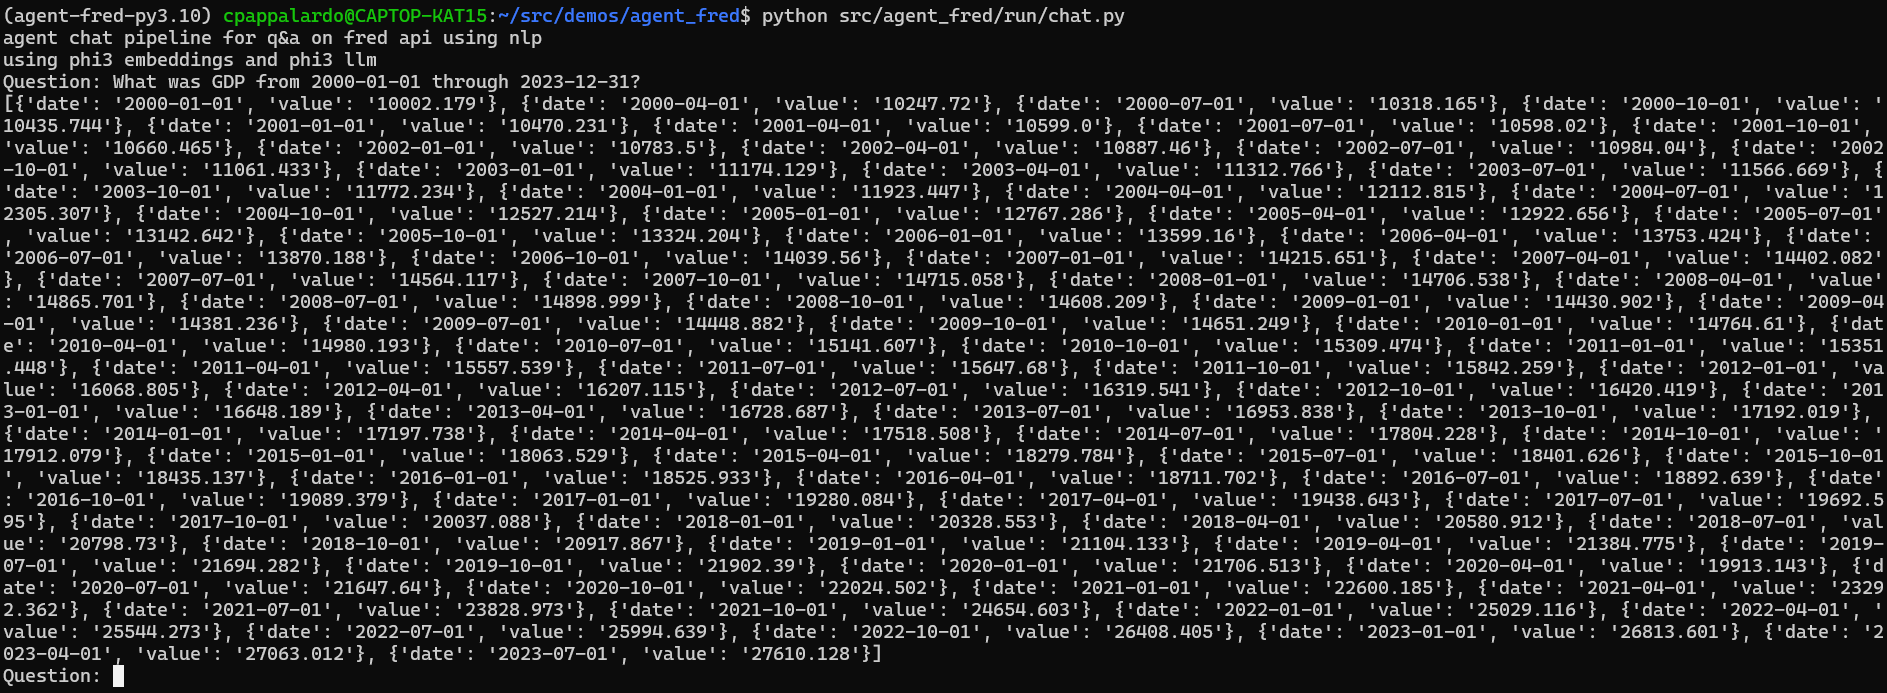 (agent-fred-py3.10) cpappalardo@CAPTOP-KAT15:~/src/demos/agent_fred$ python src/agent_fred/run/chat.py
agent chat pipeline for q&a on fred api using nlp
using phi3 embeddings and phi3 llm
Question: What was GDP from 2000-01-01 through 2023-12-31?
[{'date': '2000-01-01', 'value': '10002.179'}, {'date': '2000-04-01', 'value': '10247.72'}, {'date': '2000-07-01', 'value': '10318.165'}, {'date': '2000-10-01', 'value': '
10435.744'}, {'date': '2001-01-01', 'value': '10470.231'}, {'date': '2001-04-01', 'value': '10599.0'}, {'date': '2001-07-01', 'value': '10598.02'}, {'date': '2001-10-01',
'value': '10660.465'}, {'date': '2002-01-01', 'value': '10783.5'}, {'date': '2002-04-01', 'value': '10887.46'}, {'date': '2002-07-01', 'value': '10984.04'}, {'date': '2002
-10-01', 'value': '11061.433'}, {'date': '2003-01-01', 'value': '11174.129'}, {'date': '2003-04-01', 'value': '11312.766'}, {'date': '2003-07-01', 'value': '11566.669'}, {
'date': '2003-10-01', 'value': '11772.234'}, {'date': '2004-01-01', 'value': '11923.447'}, {'date': '2004-04-01', 'value': '12112.815'}, {'date': '2004-07-01', 'value': '1
2305.307'}, {'date': '2004-10-01', 'value': '12527.214'}, {'date': '2005-01-01', 'value': '12767.286'}, {'date': '2005-04-01', 'value': '12922.656'}, {'date': '2005-07-01'
, 'value': '13142.642'}, {'date': '2005-10-01', 'value': '13324.204'}, {'date': '2006-01-01', 'value': '13599.16'}, {'date': '2006-04-01', 'value': '13753.424'}, {'date':
'2006-07-01', 'value': '13870.188'}, {'date': '2006-10-01', 'value': '14039.56'}, {'date': '2007-01-01', 'value': '14215.651'}, {'date': '2007-04-01', 'value': '14402.082'
}, {'date': '2007-07-01', 'value': '14564.117'}, {'date': '2007-10-01', 'value': '14715.058'}, {'date': '2008-01-01', 'value': '14706.538'}, {'date': '2008-04-01', 'value'
: '14865.701'}, {'date': '2008-07-01', 'value': '14898.999'}, {'date': '2008-10-01', 'value': '14608.209'}, {'date': '2009-01-01', 'value': '14430.902'}, {'date': '2009-04
-01', 'value': '14381.236'}, {'date': '2009-07-01', 'value': '14448.882'}, {'date': '2009-10-01', 'value': '14651.249'}, {'date': '2010-01-01', 'value': '14764.61'}, {'dat
e': '2010-04-01', 'value': '14980.193'}, {'date': '2010-07-01', 'value': '15141.607'}, {'date': '2010-10-01', 'value': '15309.474'}, {'date': '2011-01-01', 'value': '15351
.448'}, {'date': '2011-04-01', 'value': '15557.539'}, {'date': '2011-07-01', 'value': '15647.68'}, {'date': '2011-10-01', 'value': '15842.259'}, {'date': '2012-01-01', 'va
lue': '16068.805'}, {'date': '2012-04-01', 'value': '16207.115'}, {'date': '2012-07-01', 'value': '16319.541'}, {'date': '2012-10-01', 'value': '16420.419'}, {'date': '201
3-01-01', 'value': '16648.189'}, {'date': '2013-04-01', 'value': '16728.687'}, {'date': '2013-07-01', 'value': '16953.838'}, {'date': '2013-10-01', 'value': '17192.019'},
{'date': '2014-01-01', 'value': '17197.738'}, {'date': '2014-04-01', 'value': '17518.508'}, {'date': '2014-07-01', 'value': '17804.228'}, {'date': '2014-10-01', 'value': '
17912.079'}, {'date': '2015-01-01', 'value': '18063.529'}, {'date': '2015-04-01', 'value': '18279.784'}, {'date': '2015-07-01', 'value': '18401.626'}, {'date': '2015-10-01'
, 'value': '18435.137'}, {'date': '2016-01-01', 'value': '18525.933'}, {'date': '2016-04-01', 'value': '18711.702'}, {'date': '2016-07-01', 'value': '18892.639'}, {'date'
: '2016-10-01', 'value': '19089.379'}, {'date': '2017-01-01', 'value': '19280.084'}, {'date': '2017-04-01', 'value': '19438.643'}, {'date': '2017-07-01', 'value': '19692.5
95'}, {'date': '2017-10-01', 'value': '20037.088'}, {'date': '2018-01-01', 'value': '20328.553'}, {'date': '2018-04-01', 'value': '20580.912'}, {'date': '2018-07-01', 'val
ue': '20798.73'}, {'date': '2018-10-01', 'value': '20917.867'}, {'date': '2019-01-01', 'value': '21104.133'}, {'date': '2019-04-01', 'value': '21384.775'}, {'date': '2019-
07-01', 'value': '21694.282'}, {'date': '2019-10-01', 'value': '21902.39'}, {'date': '2020-01-01', 'value': '21706.513'}, {'date': '2020-04-01', 'value': '19913.143'}, {'d
ate': '2020-07-01', 'value': '21647.64'}, {'date': '2020-10-01', 'value': '22024.502'}, {'date': '2021-01-01', 'value': '22600.185'}, {'date': '2021-04-01', 'value': '2329
2.362'}, {'date': '2021-07-01', 'value': '23828.973'}, {'date': '2021-10-01', 'value': '24654.603'}, {'date': '2022-01-01', 'value': '25029.116'}, {'date': '2022-04-01', '
value': '25544.273'}, {'date': '2022-07-01', 'value': '25994.639'}, {'date': '2022-10-01', 'value': '26408.405'}, {'date': '2023-01-01', 'value': '26813.601'}, {'date': '2
023-04-01', 'value': '27063.012'}, {'date': '2023-07-01', 'value': '27610.128'}]
Question: